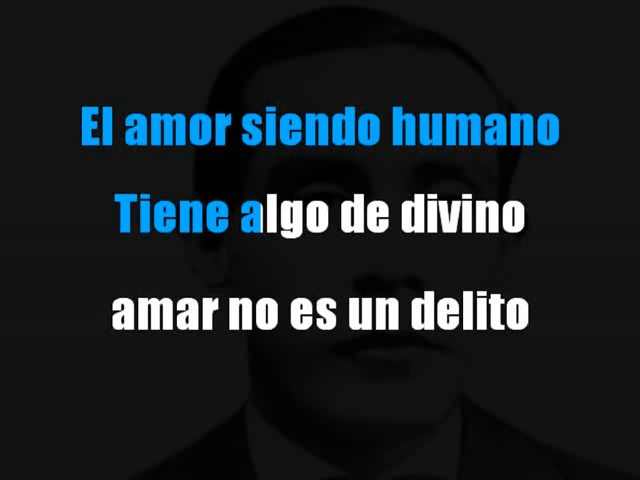 El amor siendo humano
Tiene algo de divino
amar no es un delito